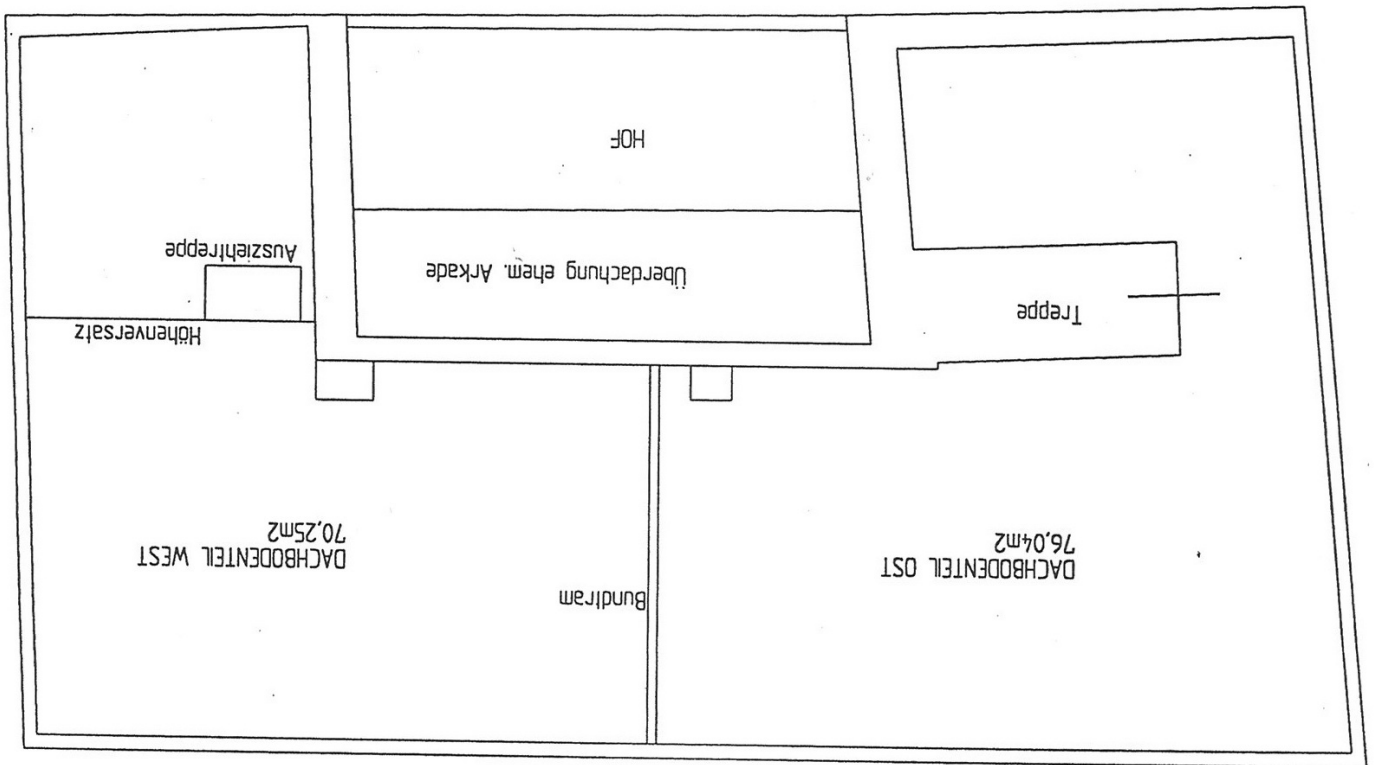 DACHBODENTEIL OST
76,04m2
Bundtram
DACHBODENTEIL WEST
70,25m2
Treppe
Höhenversatz
Überdachung ehem. Arkade
Ausziehtreppe
HOF